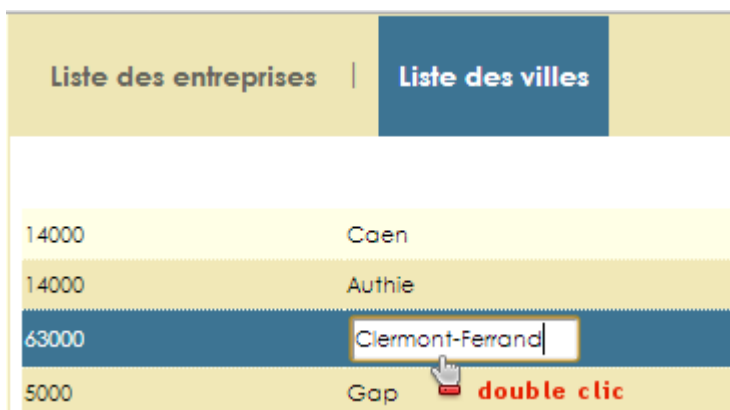 Liste des entreprises | Liste des villes
14000 Caen
14000 Authie
63000 Clermont-Ferrand
5000 Gap double clic